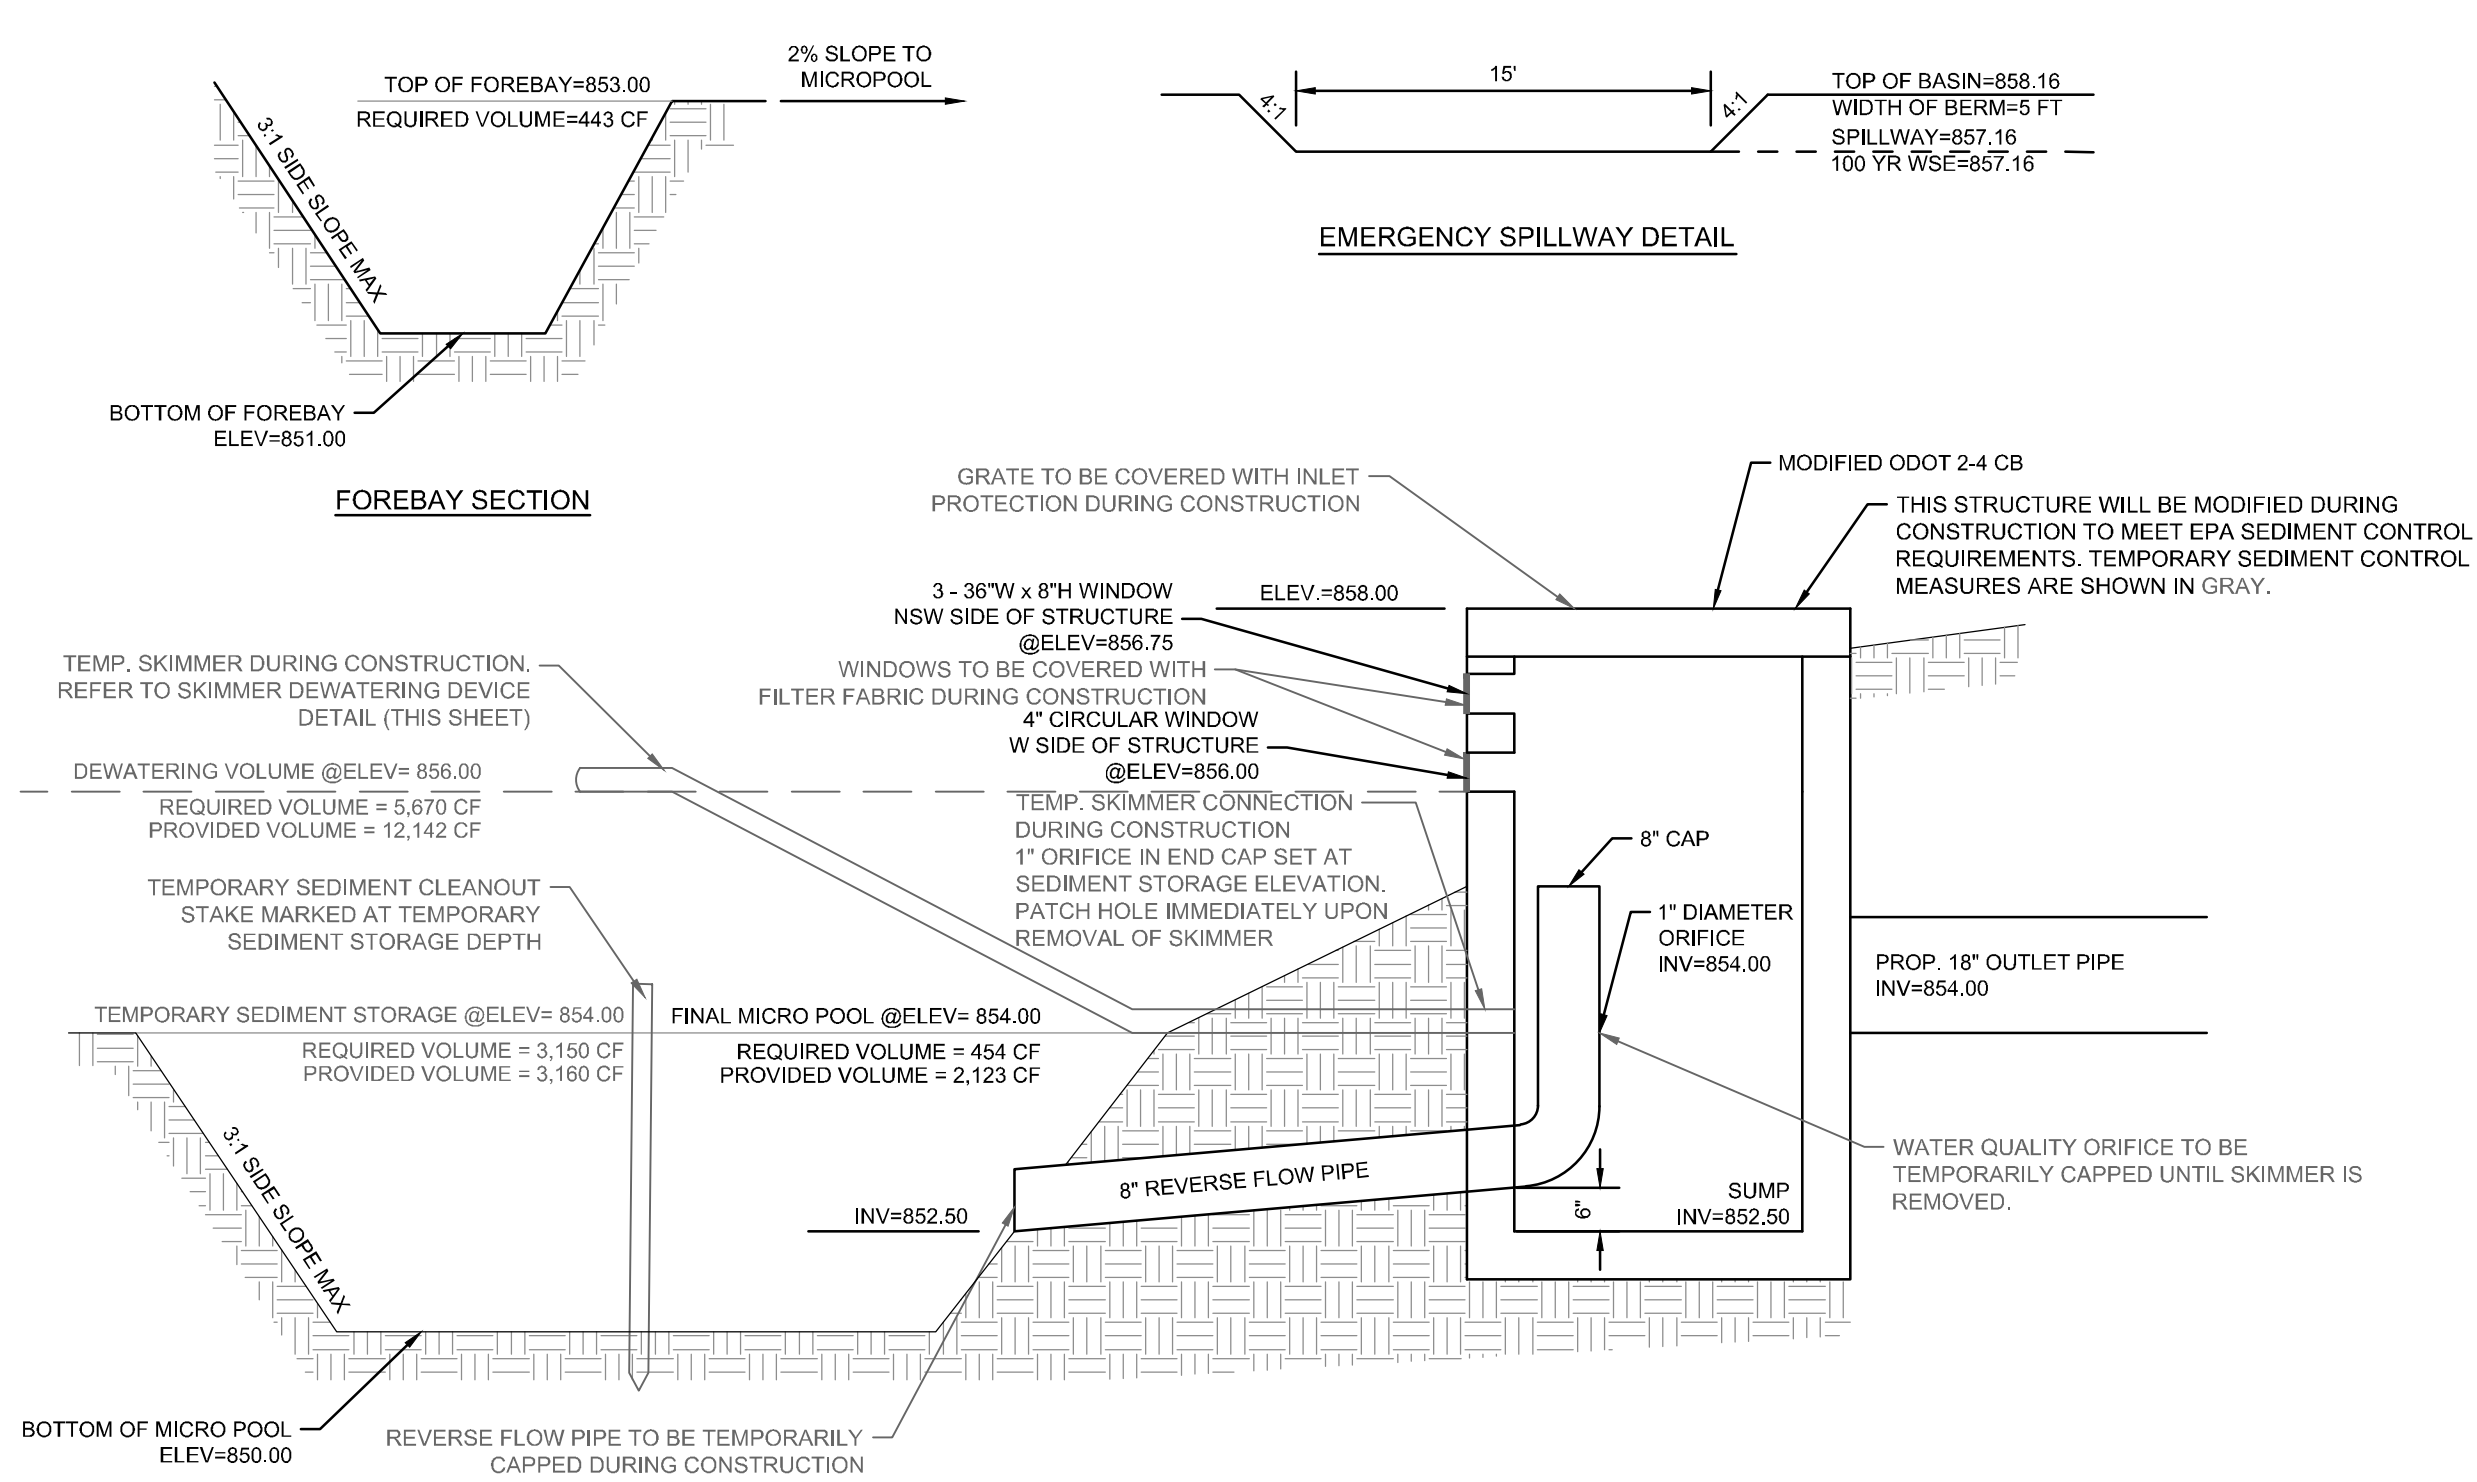 TOP OF FOREBAY=853.00
REQUIRED VOLUME=443 CF
2% SLOPE TO
MICROPOOL
3:1 SIDE SLOPE MAX
BOTTOM OF FOREBAY
ELEV=851.00
FOREBAY SECTION
15'
4:1
4:1
TOP OF BASIN=858.16
WIDTH OF BERM=5 FT
SPILLWAY=857.16
100 YR WSE=857.16
EMERGENCY SPILLWAY DETAIL
GRATE TO BE COVERED WITH INLET
PROTECTION DURING CONSTRUCTION
MODIFIED ODOT 2-4 CB
THIS STRUCTURE WILL BE MODIFIED DURING
CONSTRUCTION TO MEET EPA SEDIMENT CONTROL
REQUIREMENTS. TEMPORARY SEDIMENT CONTROL
MEASURES ARE SHOWN IN GRAY.
3 - 36"W x 8"H WINDOW
NSW SIDE OF STRUCTURE
@ELEV=856.75
ELEV.=858.00
WINDOWS TO BE COVERED WITH
FILTER FABRIC DURING CONSTRUCTION
4" CIRCULAR WINDOW
W SIDE OF STRUCTURE
@ELEV=856.00
TEMP. SKIMMER DURING CONSTRUCTION.
REFER TO SKIMMER DEWATERING DEVICE
DETAIL (THIS SHEET)
DEWATERING VOLUME @ELEV= 856.00
REQUIRED VOLUME = 5,670 CF
PROVIDED VOLUME = 12,142 CF
TEMP. SKIMMER CONNECTION
DURING CONSTRUCTION
1" ORIFICE IN END CAP SET AT
SEDIMENT STORAGE ELEVATION.
PATCH HOLE IMMEDIATELY UPON
REMOVAL OF SKIMMER
8" CAP
1" DIAMETER
ORIFICE
INV=854.00
PROP. 18" OUTLET PIPE
INV=854.00
TEMPORARY SEDIMENT CLEANOUT
STAKE MARKED AT TEMPORARY
SEDIMENT STORAGE DEPTH
TEMPORARY SEDIMENT STORAGE @ELEV= 854.00
REQUIRED VOLUME = 3,150 CF
PROVIDED VOLUME = 3,160 CF
FINAL MICRO POOL @ELEV= 854.00
REQUIRED VOLUME = 454 CF
PROVIDED VOLUME = 2,123 CF
3:1 SIDE SLOPE MAX
8" REVERSE FLOW PIPE
INV=852.50
6"
SUMP
INV=852.50
WATER QUALITY ORIFICE TO BE
TEMPORARILY CAPPED UNTIL SKIMMER IS
REMOVED.
BOTTOM OF MICRO POOL
ELEV=850.00
REVERSE FLOW PIPE TO BE TEMPORARILY
CAPPED DURING CONSTRUCTION